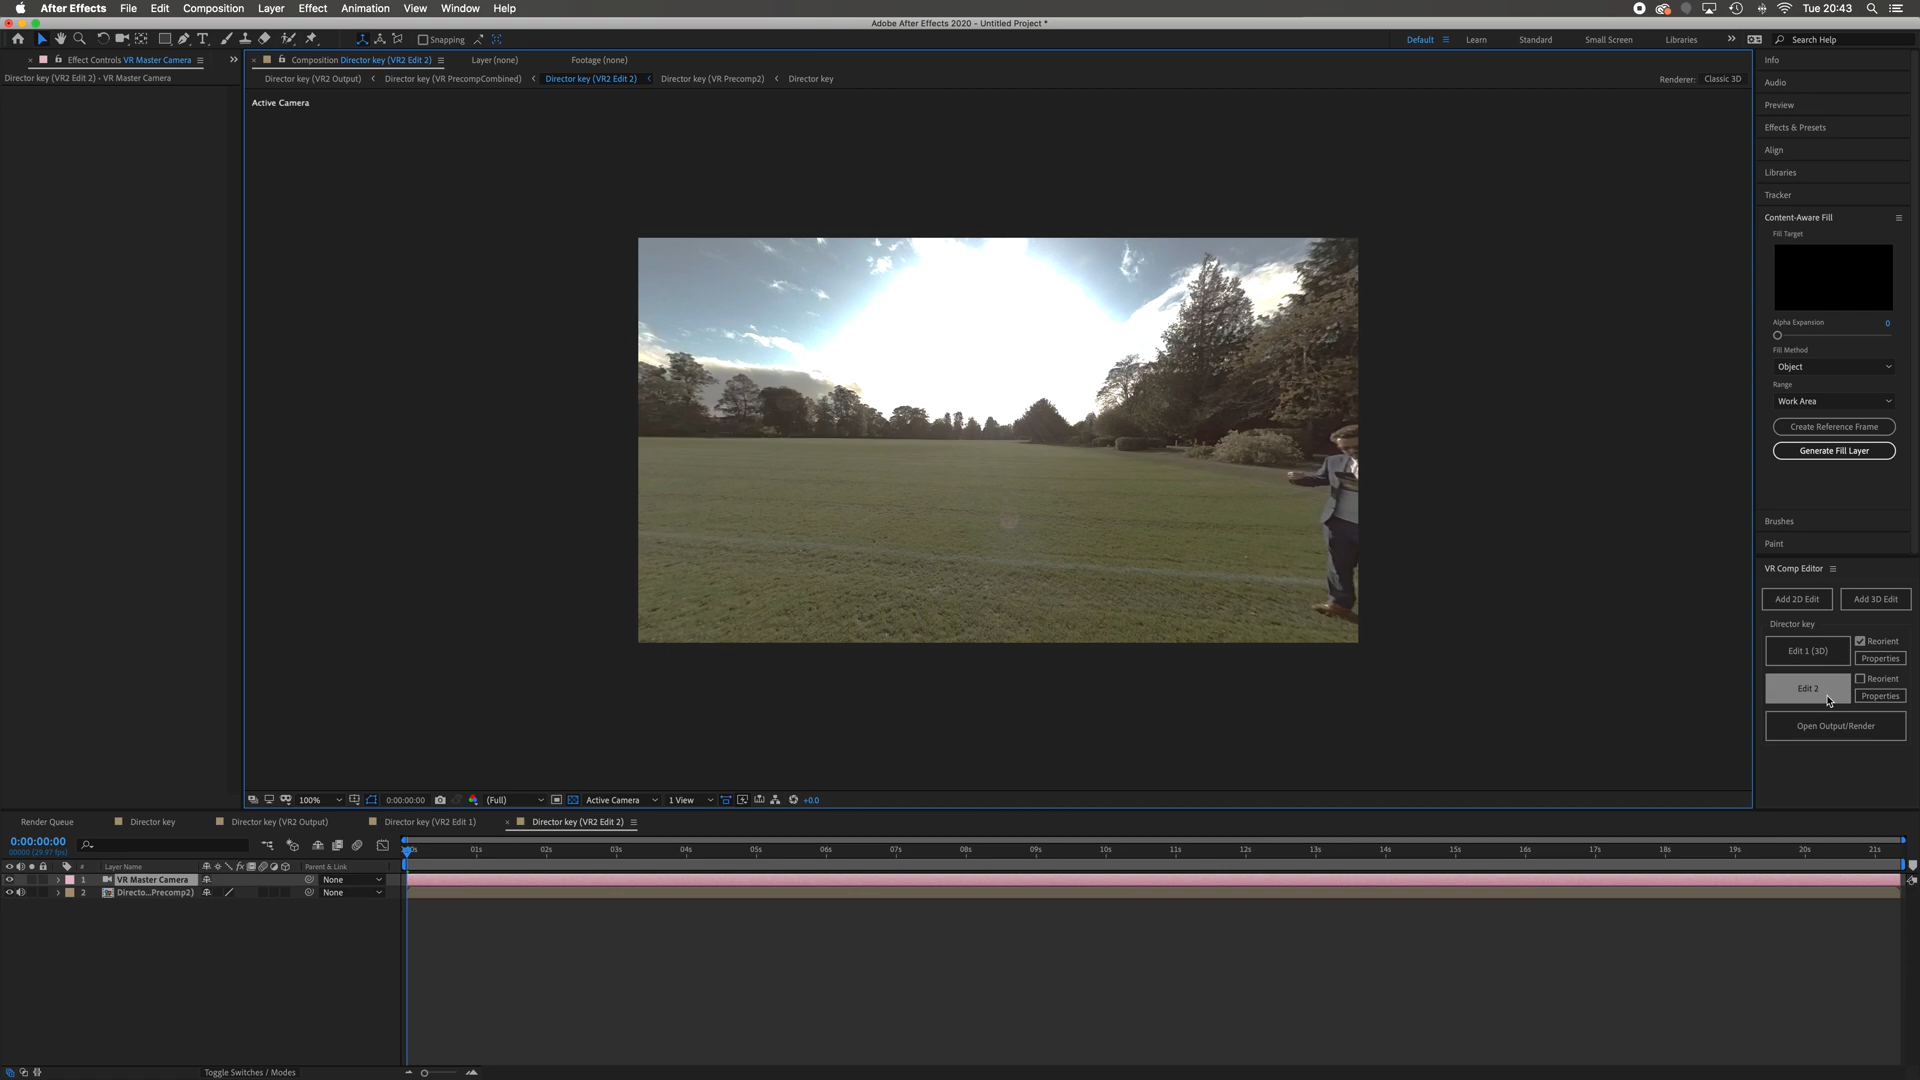 After Effects File Edit Composition Layer Effect Animation View Window Help Tue 20:43
Adobe After Effects 2020 - Untitled Project *
Snapping Default Learn Standard Small Screen Libraries Search Help
Effect Controls VR Master Camera
Director key (VR2 Edit 2) • VR Master Camera
Composition Director key (VR2 Edit 2) Layer (none) Footage (none)
Director key (VR2 Output) Director key (VR PrecompCombined) Director key (VR2 Edit 2) Director key (VR Precomp2) Director key Renderer: Classic 3D
Active Camera
Info
Audio
Preview
Effects & Presets
Align
Libraries
Tracker
Content-Aware Fill
Fill Target
Alpha Expansion 0
Fill Method
Object
Range
Work Area
Create Reference Frame
Generate Fill Layer
Brushes
Paint
VR Comp Editor
Add 2D Edit Add 3D Edit
Director key
Edit 1 (3D) Reorient
Properties
Edit 2 Reorient
Properties
Open Output/Render
100% 0:00:00:00 (Full) Active Camera 1 View +0.0
Render Queue Director key Director key (VR2 Output) Director key (VR2 Edit 1) Director key (VR2 Edit 2)
0:00:00:00
00000 (29.97 fps)
01s 02s 03s 04s 05s 06s 07s 08s 09s 10s 11s 12s 13s 14s 15s 16s 17s 18s 19s 20s 21s
# Layer Name Parent & Link
1 VR Master Camera None
2 Directo...Precomp2) None
Toggle Switches / Modes